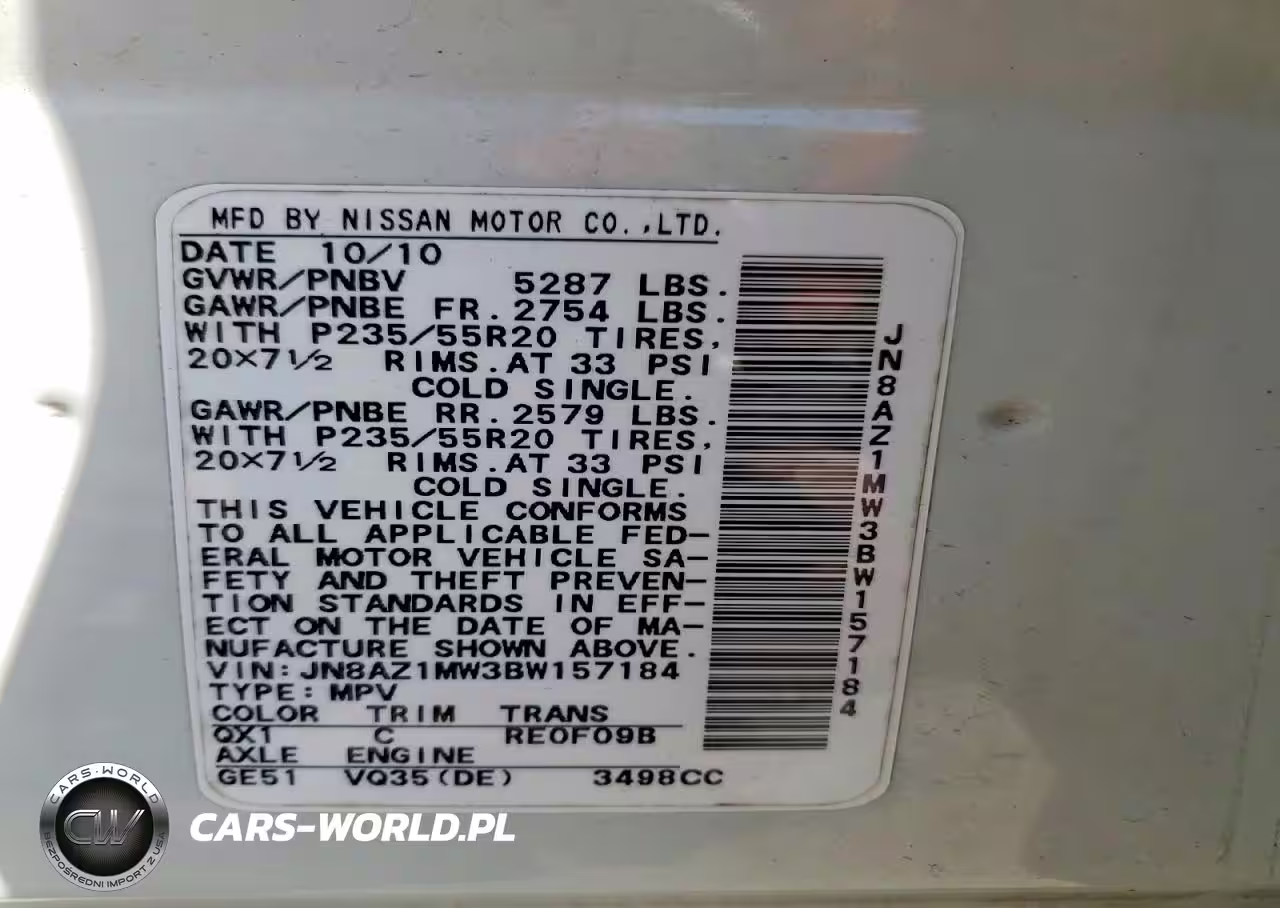 MFD BY NISSAN MOTOR CO.,LTD.
DATE 10/10
GVWR/PNBV 5287 LBS.
GAWR/PNBE FR. 2754 LBS.
WITH P235/55R20 TIRES,
20×7 1/2 RIMS.AT 33 PSI
COLD SINGLE.
GAWR/PNBE RR. 2579 LBS.
WITH P235/55R20 TIRES,
20×7 1/2 RIMS.AT 33 PSI
COLD SINGLE.
THIS VEHICLE CONFORMS
TO ALL APPLICABLE FED-
ERAL MOTOR VEHICLE SA-
FETY AND THEFT PREVEN-
TION STANDARDS IN EFF-
ECT ON THE DATE OF MA-
NUFACTURE SHOWN ABOVE.
VIN:JN8AZ1MW3BW157184
TYPE:MPV
COLOR TRIM TRANS
QX1 C RE0F09B
AXLE ENGINE
GE51 VQ35(DE) 3498CC
JN8AZ1MW3BW157184
CARS-WORLD
CW
BEZPOŚREDNI IMPORT Z USA
CARS-WORLD.PL